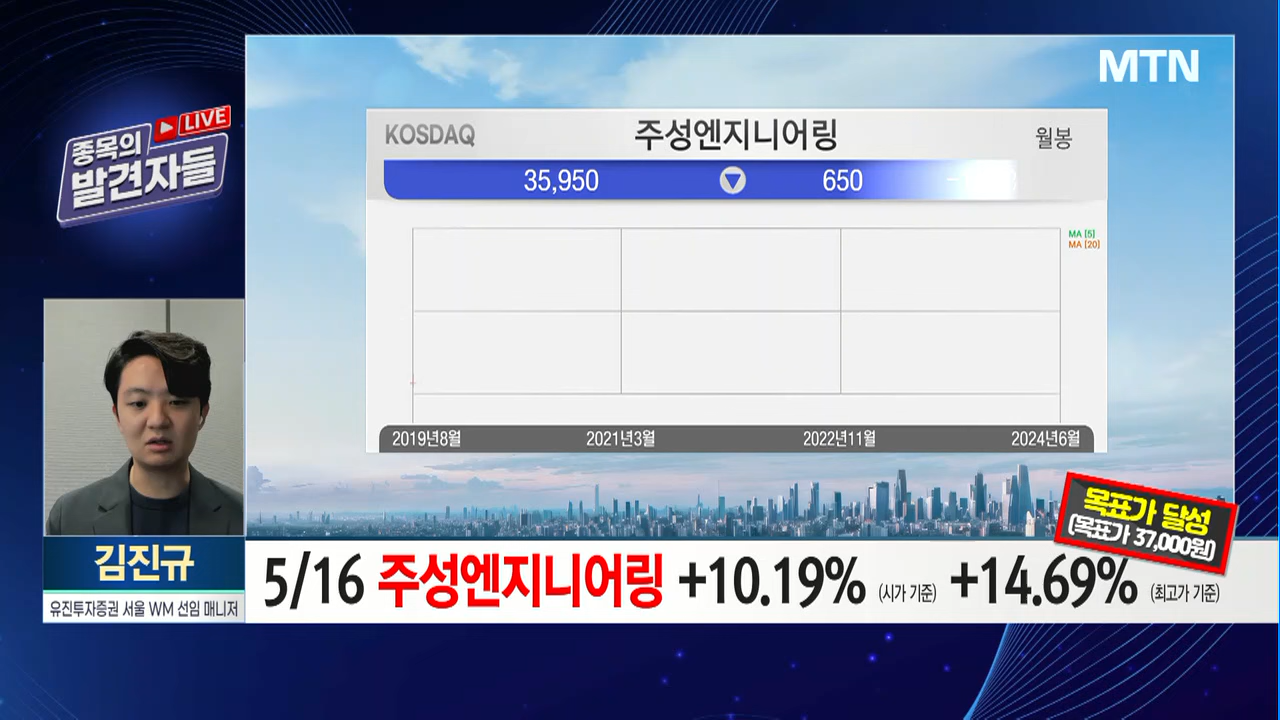 LIVE
종목의
발견자들
MTN
KOSDAQ 주성엔지니어링 월봉
35,950 ▼ 650
MA [5]
MA [20]
2019년8월 2021년3월 2022년11월 2024년6월
목표가 달성
(목표가 37,000원)
김진규
유진투자증권 서울 WM 선임 매니저
5/16 주성엔지니어링 +10.19% (시가 기준) +14.69% (최고가 기준)